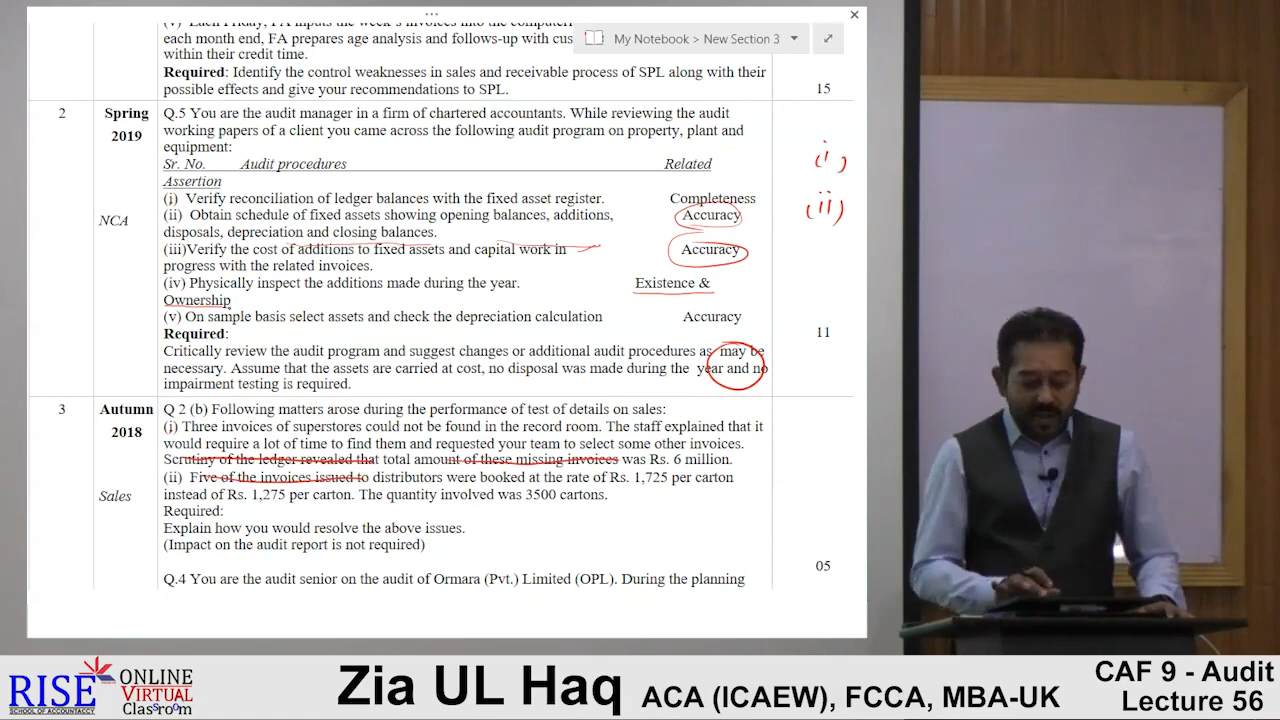 (v) Each Friday, FA inputs the week's invoices into the
each month end, FA prepares age analysis and follows-up with cus
My Notebook > New Section 3
within their credit time.
Required: Identify the control weaknesses in sales and receivable process of SPL along with their
possible effects and give your recommendations to SPL.
15
2
Spring
2019
NCA
Q.5 You are the audit manager in a firm of chartered accountants. While reviewing the audit
working papers of a client you came across the following audit program on property, plant and
equipment:
Sr. No. Audit procedures Related
Assertion
(i) Verify reconciliation of ledger balances with the fixed asset register. Completeness
(ii) Obtain schedule of fixed assets showing opening balances, additions, Accuracy
disposals, depreciation and closing balances.
(iii)Verify the cost of additions to fixed assets and capital work in Accuracy
progress with the related invoices.
(iv) Physically inspect the additions made during the year. Existence &
Ownership
(v) On sample basis select assets and check the depreciation calculation Accuracy
Required:
Critically review the audit program and suggest changes or additional audit procedures as may be
necessary. Assume that the assets are carried at cost, no disposal was made during the year and no
impairment testing is required.
11
(i)
(ii)
3
Autumn
2018
Sales
Q 2 (b) Following matters arose during the performance of test of details on sales:
(i) Three invoices of superstores could not be found in the record room. The staff explained that it
would require a lot of time to find them and requested your team to select some other invoices.
Scrutiny of the ledger revealed that total amount of these missing invoices was Rs. 6 million.
(ii) Five of the invoices issued to distributors were booked at the rate of Rs. 1,725 per carton
instead of Rs. 1,275 per carton. The quantity involved was 3500 cartons.
Required:
Explain how you would resolve the above issues.
(Impact on the audit report is not required)
05
Q.4 You are the audit senior on the audit of Ormara (Pvt.) Limited (OPL). During the planning
RISE
SCHOOL OF ACCOUNTANCY
ONLINE
VIRTUAL
Classroom
Zia UL Haq ACA (ICAEW), FCCA, MBA-UK
CAF 9 - Audit
Lecture 56